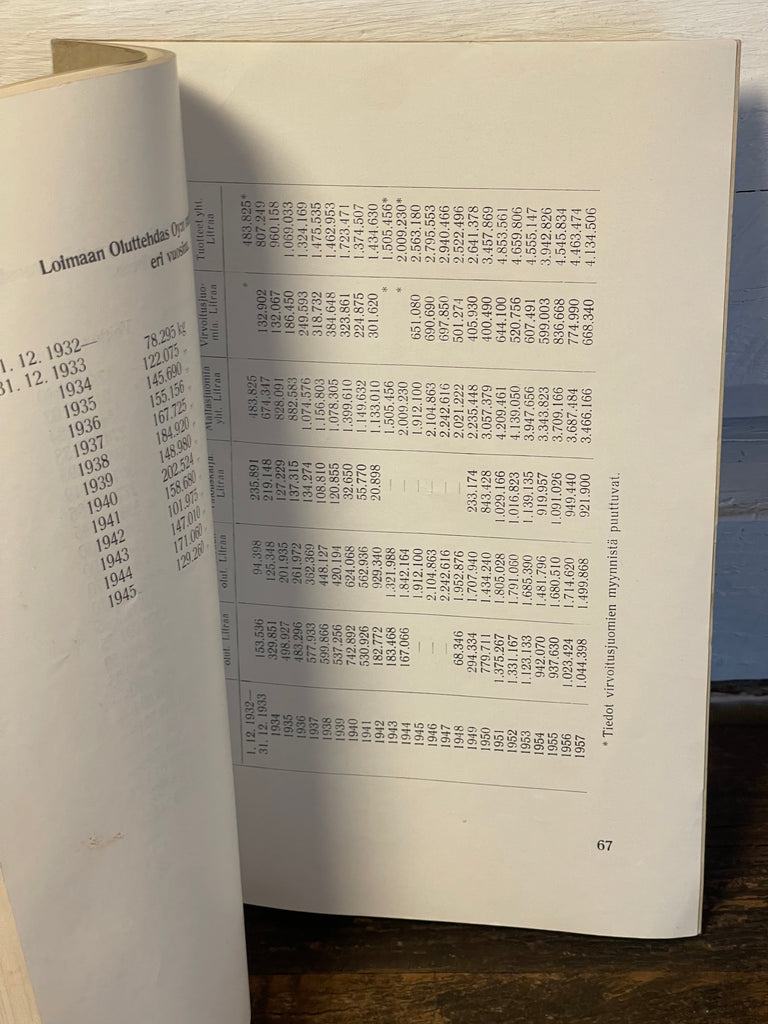 Loimaan Oluttehdas Oy:n
eri vuosina.
1. 12. 1932—
31. 12. 1933 78.295 kg
1934 122.075 „
1935 145.690 „
1936 155.156 „
1937 167.725 „
1938 184.920 „
1939 148.980 „
1940 202.524 „
1941 158.680 „
1942 101.975 „
1943 147.010 „
1944 171.060 „
1945 129.260 „
Mallasjuomia Virvoitusjuo- Tuotteet yht.
olut. Litraa olut. Litraa Litraa yht. Litraa mia. Litraa Litraa
1. 12. 1932—
31. 12. 1933 153.536 94.398 235.891 483.825 * 483.825*
1934 329.851 125.348 219.148 674.347 132.902 807.249
1935 498.927 201.935 127.229 828.091 132.067 960.158
1936 483.296 261.972 137.315 882.583 186.450 1.069.033
1937 577.933 362.369 134.274 1.074.576 249.593 1.324.169
1938 599.866 448.127 108.810 1.156.803 318.732 1.475.535
1939 537.256 420.194 120.855 1.078.305 384.648 1.462.953
1940 742.892 624.068 32.650 1.399.610 323.861 1.723.471
1941 530.926 562.936 55.770 1.149.632 224.875 1.374.507
1942 182.772 929.340 20.898 1.133.010 301.620 1.434.630
1943 183.468 1.321.988 — 1.505.456 * 1.505.456*
1944 167.066 1.842.164 — 2.009.230 * 2.009.230*
1945 — 1.912.100 — 1.912.100 651.080 2.563.180
1946 — 2.104.863 — 2.104.863 690.690 2.795.553
1947 — 2.242.616 — 2.242.616 697.850 2.940.466
1948 68.346 1.952.876 — 2.021.222 501.274 2.522.496
1949 294.334 1.707.940 233.174 2.235.448 405.930 2.641.378
1950 779.711 1.434.240 843.428 3.057.379 400.490 3.457.869
1951 1.375.267 1.805.028 1.029.166 4.209.461 644.100 4.853.561
1952 1.331.167 1.791.060 1.016.823 4.139.050 520.756 4.659.806
1953 1.123.133 1.685.390 1.139.135 3.947.656 607.491 4.555.147
1954 942.070 1.481.796 919.957 3.343.823 599.003 3.942.826
1955 937.630 1.680.510 1.091.026 3.709.166 836.668 4.545.834
1956 1.023.424 1.714.620 949.440 3.687.484 774.990 4.463.474
1957 1.044.398 1.499.868 921.900 3.466.166 668.340 4.134.506
* Tiedot virvoitusjuomien myynnistä puuttuvat.
67